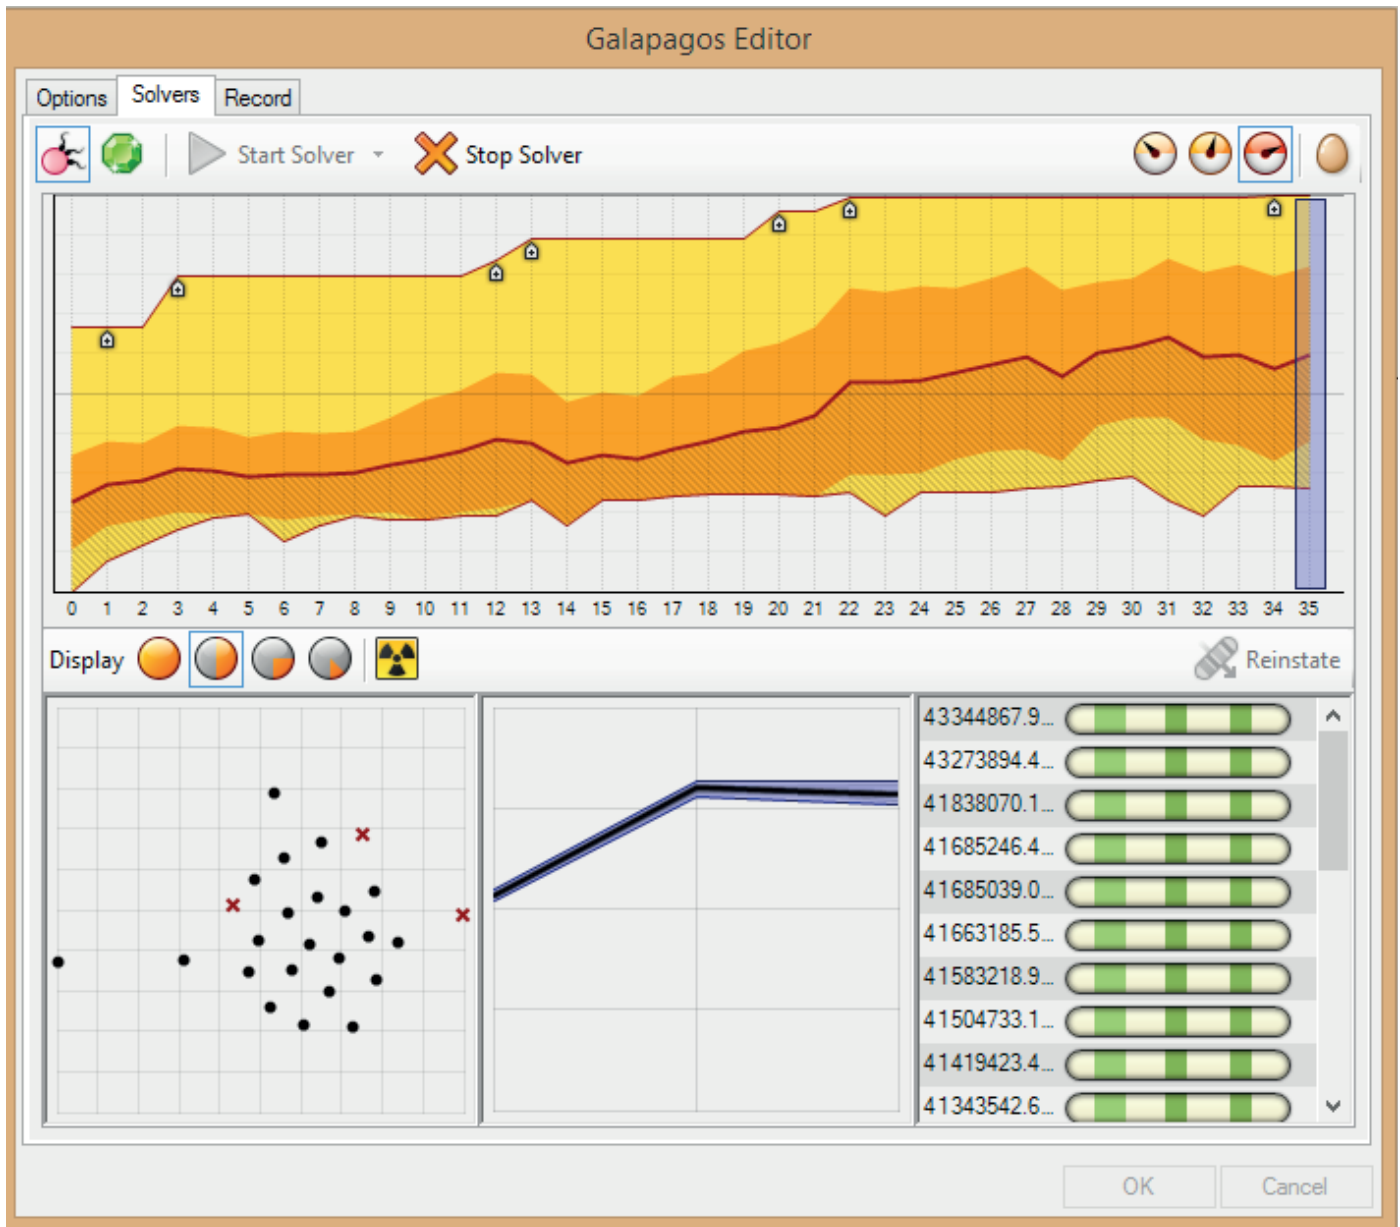 Galapagos Editor
Options Solvers Record
Start Solver Stop Solver
0 1 2 3 4 5 6 7 8 9 10 11 12 13 14 15 16 17 18 19 20 21 22 23 24 25 26 27 28 29 30 31 32 33 34 35
Display Reinstate
43344867.9...
43273894.4...
41838070.1...
41685246.4...
41685039.0...
41663185.5...
41583218.9...
41504733.1...
41419423.4...
41343542.6...
OK Cancel